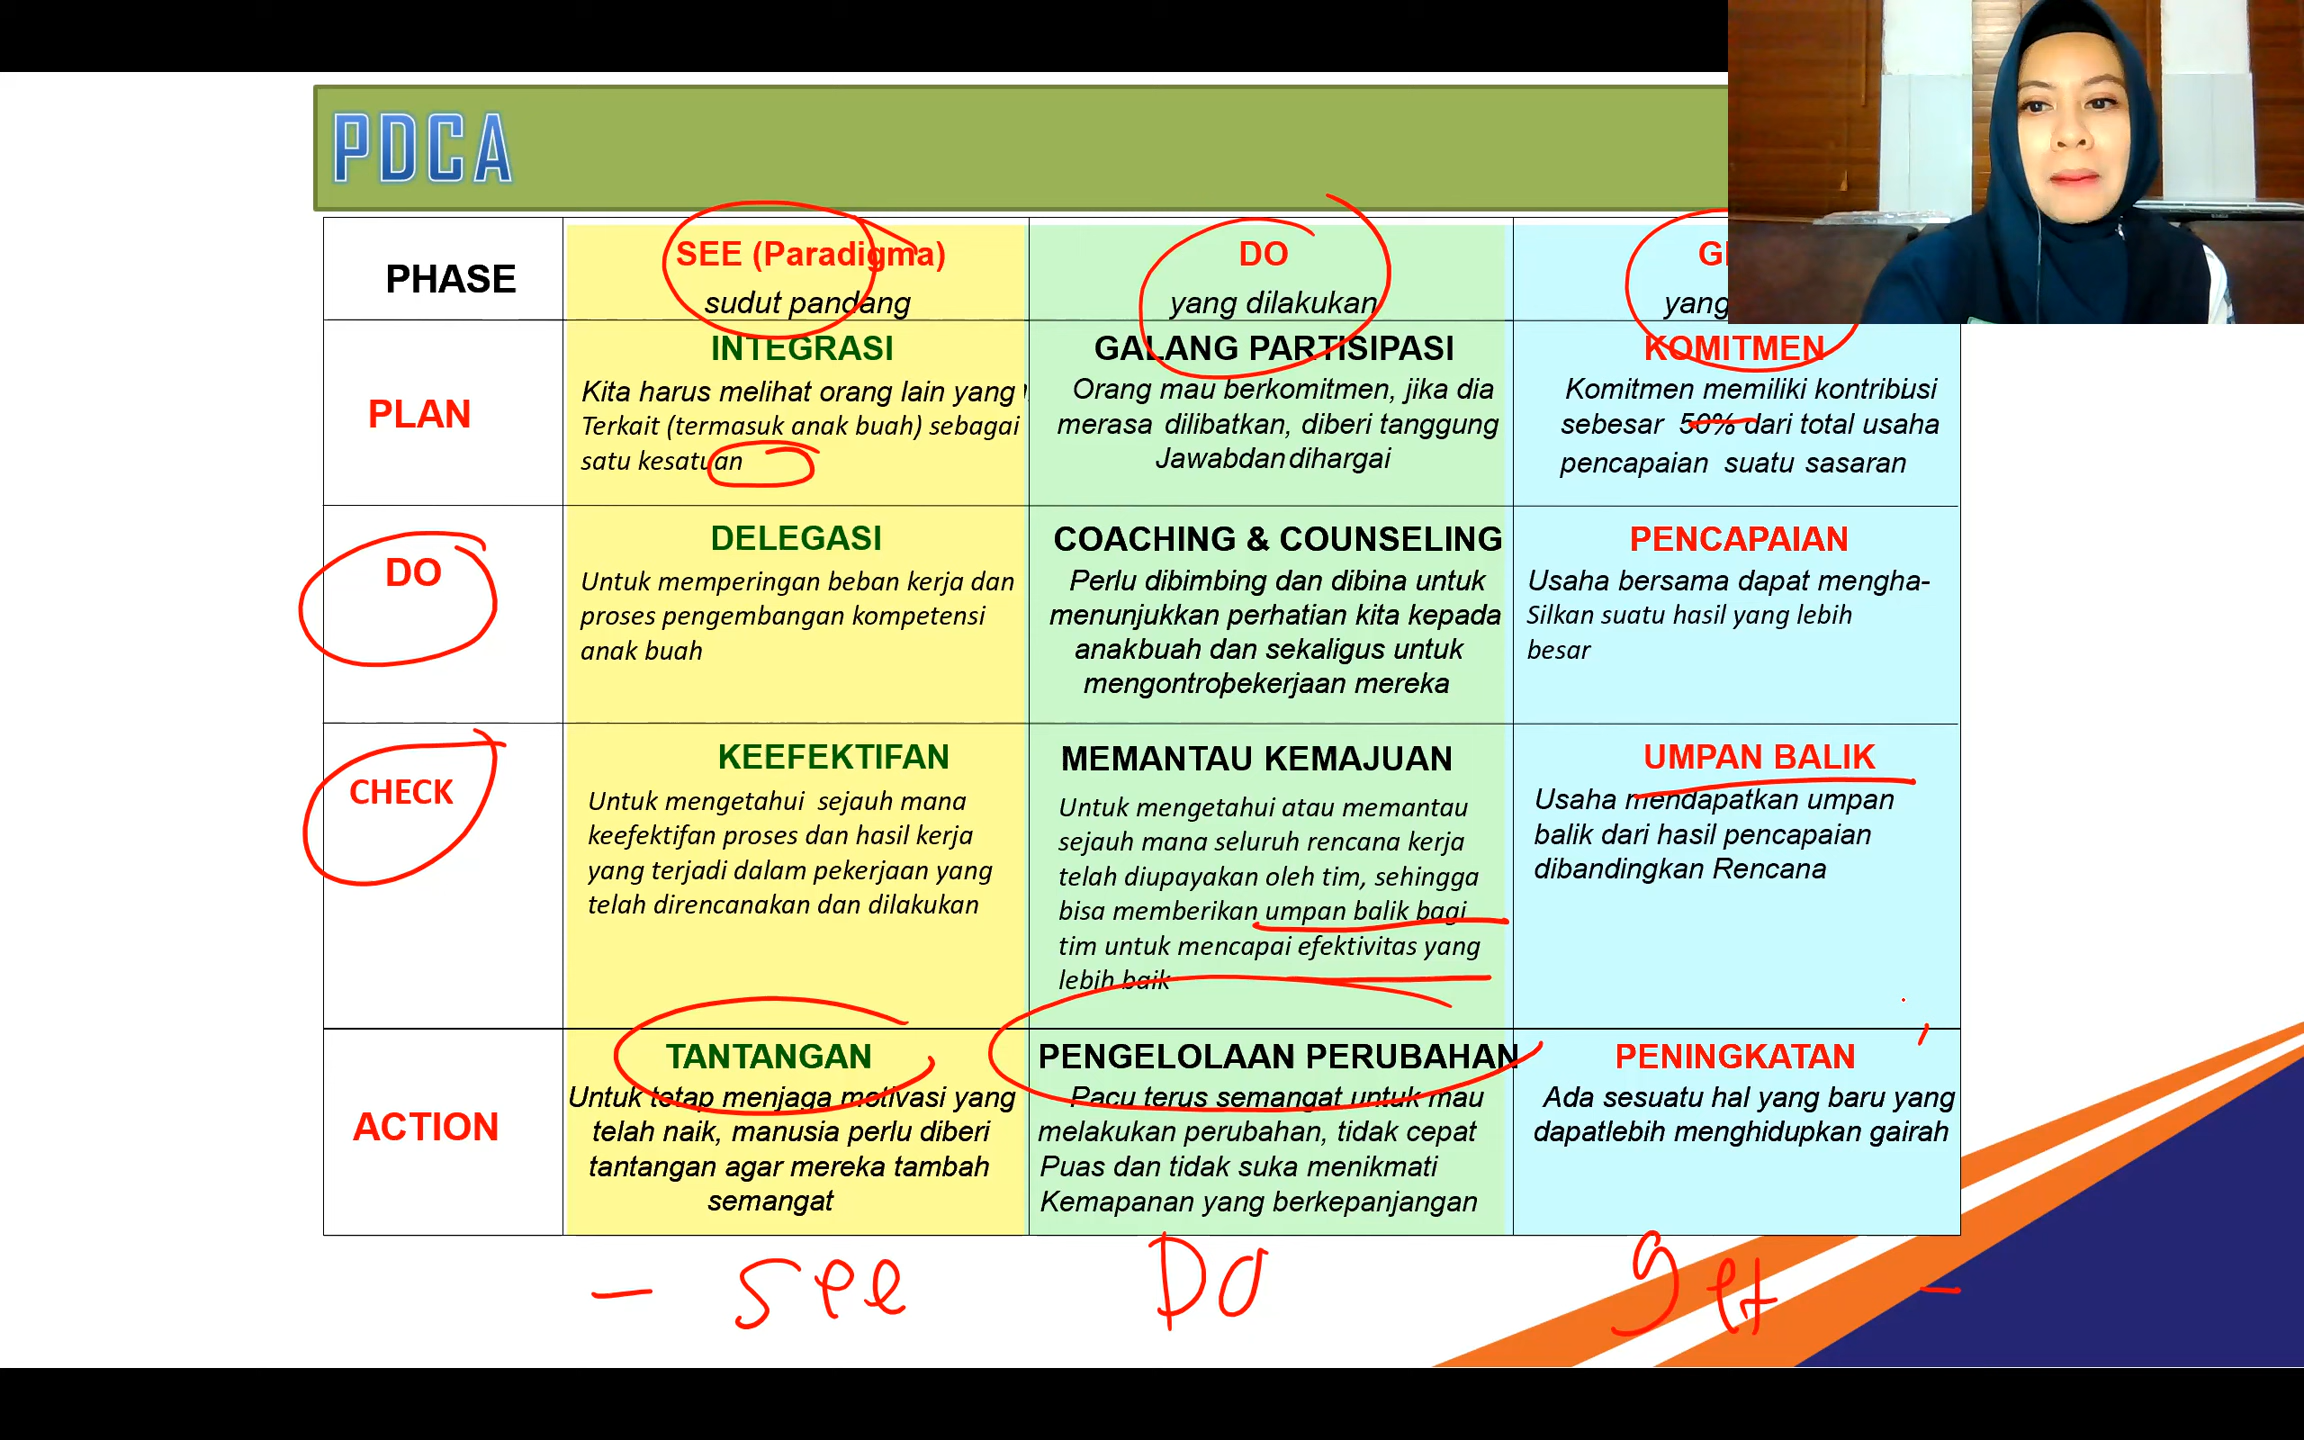 PDCA
PHASE
SEE (Paradigma)
sudut pandang
DO
yang dilakukan
yang
PLAN
INTEGRASI
Kita harus melihat orang lain yang
Terkait (termasuk anak buah) sebagai
satu kesatuan
GALANG PARTISIPASI
Orang mau berkomitmen, jika dia
merasa dilibatkan, diberi tanggung
Jawabdan dihargai
KOMITMEN
Komitmen memiliki kontribusi
sebesar 50% dari total usaha
pencapaian suatu sasaran
DO
DELEGASI
Untuk memperingan beban kerja dan
proses pengembangan kompetensi
anak buah
COACHING & COUNSELING
Perlu dibimbing dan dibina untuk
menunjukkan perhatian kita kepada
anakbuah dan sekaligus untuk
mengontropekerjaan mereka
PENCAPAIAN
Usaha bersama dapat mengha-
Silkan suatu hasil yang lebih
besar
CHECK
KEEFEKTIFAN
Untuk mengetahui sejauh mana
keefektifan proses dan hasil kerja
yang terjadi dalam pekerjaan yang
telah direncanakan dan dilakukan
MEMANTAU KEMAJUAN
Untuk mengetahui atau memantau
sejauh mana seluruh rencana kerja
telah diupayakan oleh tim, sehingga
bisa memberikan umpan balik bagi
tim untuk mencapai efektivitas yang
lebih baik
UMPAN BALIK
Usaha mendapatkan umpan
balik dari hasil pencapaian
dibandingkan Rencana
ACTION
TANTANGAN
Untuk tetap menjaga motivasi yang
telah naik, manusia perlu diberi
tantangan agar mereka tambah
semangat
PENGELOLAAN PERUBAHAN
Pacu terus semangat untuk mau
melakukan perubahan, tidak cepat
Puas dan tidak suka menikmati
Kemapanan yang berkepanjangan
PENINGKATAN
Ada sesuatu hal yang baru yang
dapatlebih menghidupkan gairah
- See Do get -